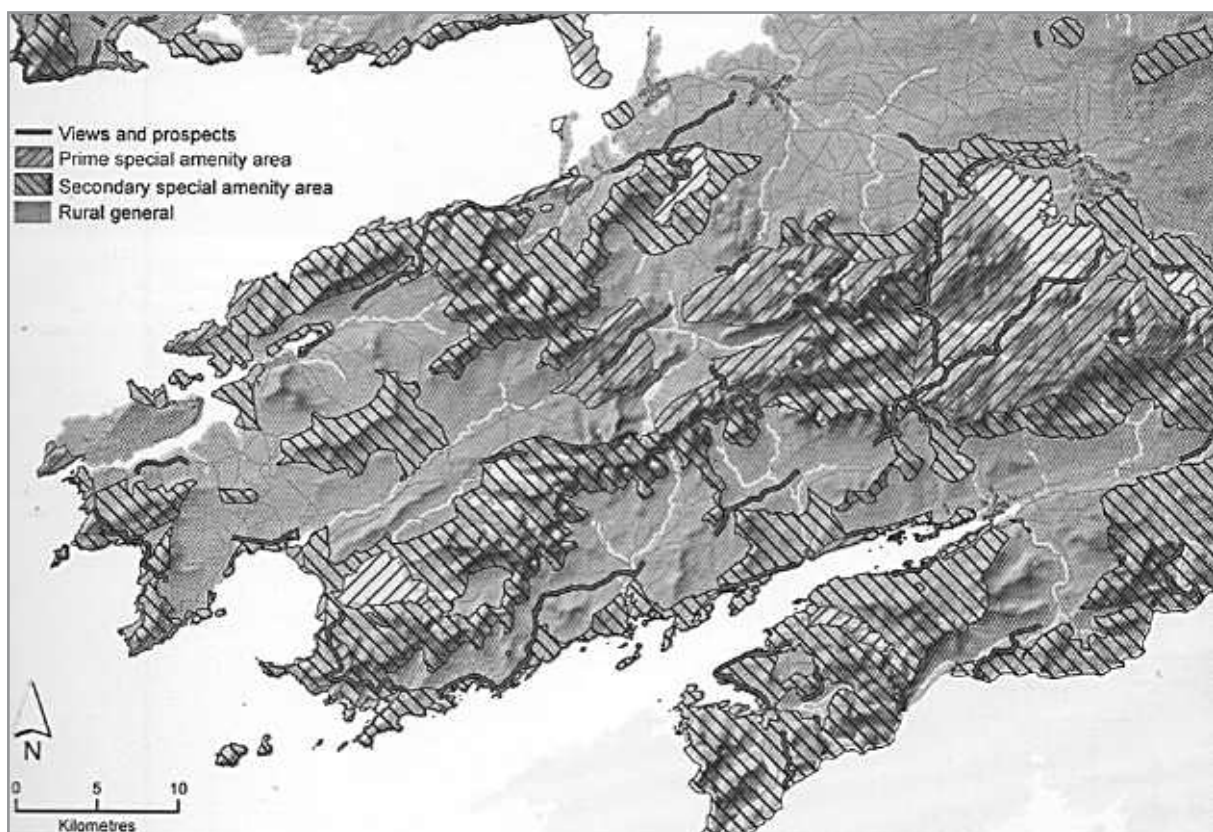 Views and prospects
Prime special amenity area
Secondary special amenity area
Rural general
N
0 5 10
Kilometres